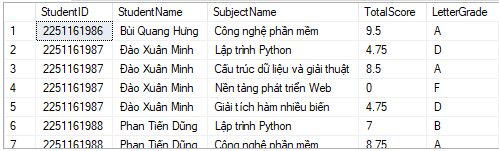 StudentID StudentName SubjectName TotalScore LetterGrade
1 2251161986 Bùi Quang Hưng Công nghệ phần mềm 9.5 A
2 2251161987 Đào Xuân Minh Lập trình Python 4.75 D
3 2251161987 Đào Xuân Minh Cấu trúc dữ liệu và giải thuật 8.5 A
4 2251161987 Đào Xuân Minh Nền tảng phát triển Web 0 F
5 2251161987 Đào Xuân Minh Giải tích hàm nhiều biến 4.75 D
6 2251161988 Phan Tiến Dũng Lập trình Python 7 B
7 2251161988 Phan Tiến Dũng Công nghệ phần mềm 8.75 A